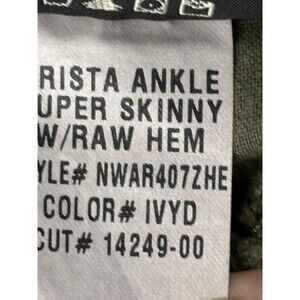 RISTA ANKLE
UPER SKINNY
W/RAW HEM
YLE# NWAR407ZHE
COLOR# IVYD
CUT# 14249-00